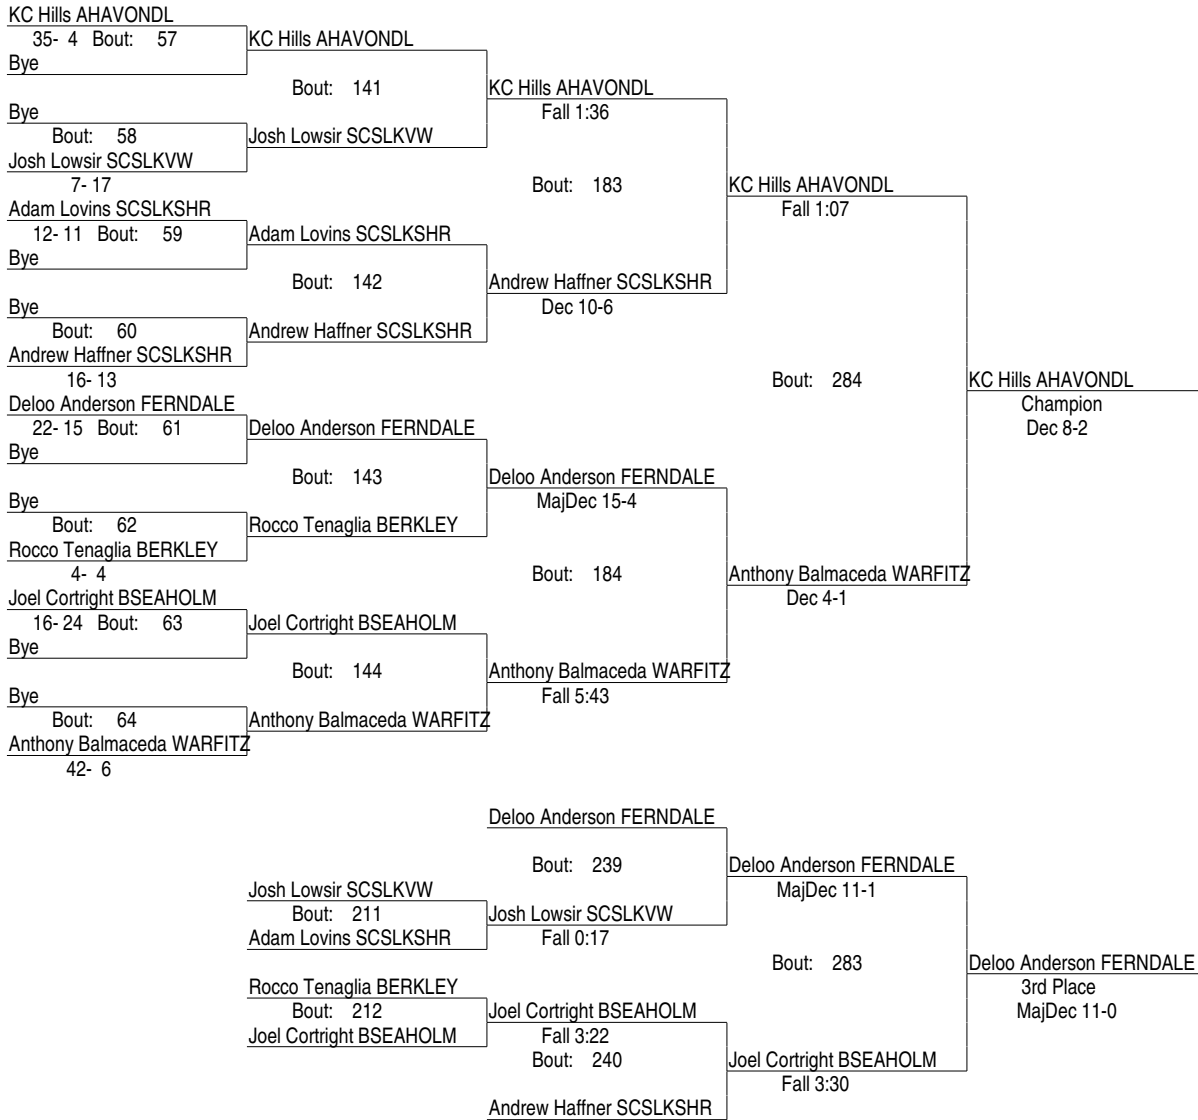 KC Hills AHAVONDL
35- 4 Bout: 57
KC Hills AHAVONDL
Bye
Bout: 141
KC Hills AHAVONDL
Bye
Fall 1:36
Bout: 58
Josh Lowsir SCSLKVW
Josh Lowsir SCSLKVW
7- 17
Bout: 183
KC Hills AHAVONDL
Adam Lovins SCSLKSHR
Fall 1:07
12- 11 Bout: 59
Adam Lovins SCSLKSHR
Bye
Bout: 142
Andrew Haffner SCSLKSHR
Bye
Dec 10-6
Bout: 60
Andrew Haffner SCSLKSHR
Andrew Haffner SCSLKSHR
16- 13
Bout: 284
KC Hills AHAVONDL
Deloo Anderson FERNDALE
Champion
22- 15 Bout: 61
Deloo Anderson FERNDALE
Dec 8-2
Bye
Bout: 143
Deloo Anderson FERNDALE
Bye
MajDec 15-4
Bout: 62
Rocco Tenaglia BERKLEY
Rocco Tenaglia BERKLEY
4- 4
Bout: 184
Anthony Balmaceda WARFITZ
Joel Cortright BSEAHOLM
Dec 4-1
16- 24 Bout: 63
Joel Cortright BSEAHOLM
Bye
Bout: 144
Anthony Balmaceda WARFITZ
Bye
Fall 5:43
Bout: 64
Anthony Balmaceda WARFITZ
Anthony Balmaceda WARFITZ
42- 6
Deloo Anderson FERNDALE
Bout: 239
Deloo Anderson FERNDALE
Josh Lowsir SCSLKVW
MajDec 11-1
Bout: 211
Josh Lowsir SCSLKVW
Adam Lovins SCSLKSHR
Fall 0:17
Bout: 283
Deloo Anderson FERNDALE
Rocco Tenaglia BERKLEY
3rd Place
Bout: 212
Joel Cortright BSEAHOLM
MajDec 11-0
Joel Cortright BSEAHOLM
Fall 3:22
Bout: 240
Joel Cortright BSEAHOLM
Fall 3:30
Andrew Haffner SCSLKSHR